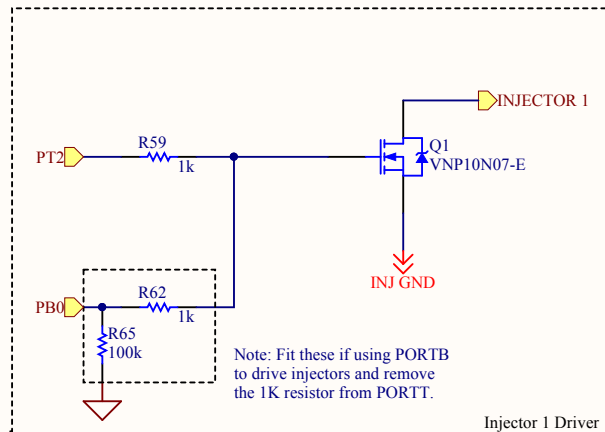 INJECTOR 1
R59
Q1
PT2
1k
VNP10N07-E
INJ GND
R62
PB0
1k
R65
100k
Note: Fit these if using PORTB
to drive injectors and remove
the 1K resistor from PORTT.
Injector 1 Driver